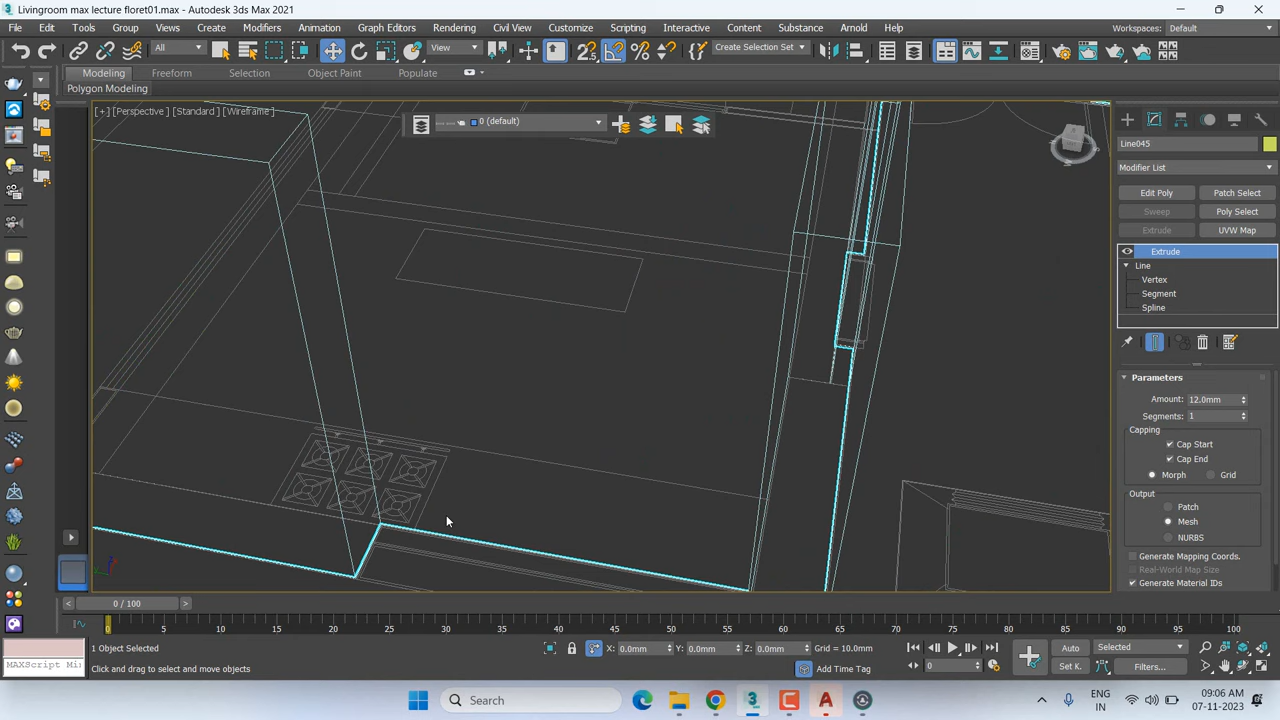 Livingroom max lecture floret01.max - Autodesk 3ds Max 2021
File Edit Tools Group Views Create Modifiers Animation Graph Editors Rendering Civil View Customize Scripting Interactive Content Substance Arnold Help
Workspaces: Default
All
View
Create Selection Set
Modeling Freeform Selection Object Paint Populate
Polygon Modeling
[+] [Perspective] [Standard] [Wireframe]
0 (default)
Line045
Modifier List
Edit Poly Patch Select
Sweep Poly Select
Extrude UVW Map
Extrude
Line
Vertex
Segment
Spline
Parameters
Amount: 12.0mm
Segments: 1
Capping
Cap Start
Cap End
Morph Grid
Output
Patch
Mesh
NURBS
Generate Mapping Coords.
Real-World Map Size
Generate Material IDs
< 0 / 100 >
0 5 10 15 20 25 30 35 40 45 50 55 60 65 70 75 80 85 90 95 100
1 Object Selected
X: 0.0mm Y: 0.0mm Z: 0.0mm Grid = 10.0mm
Auto Selected
MAXScript Mi
Click and drag to select and move objects
Add Time Tag
0
Set K. Filters...
Search
ENG
IN
09:06 AM
07-11-2023